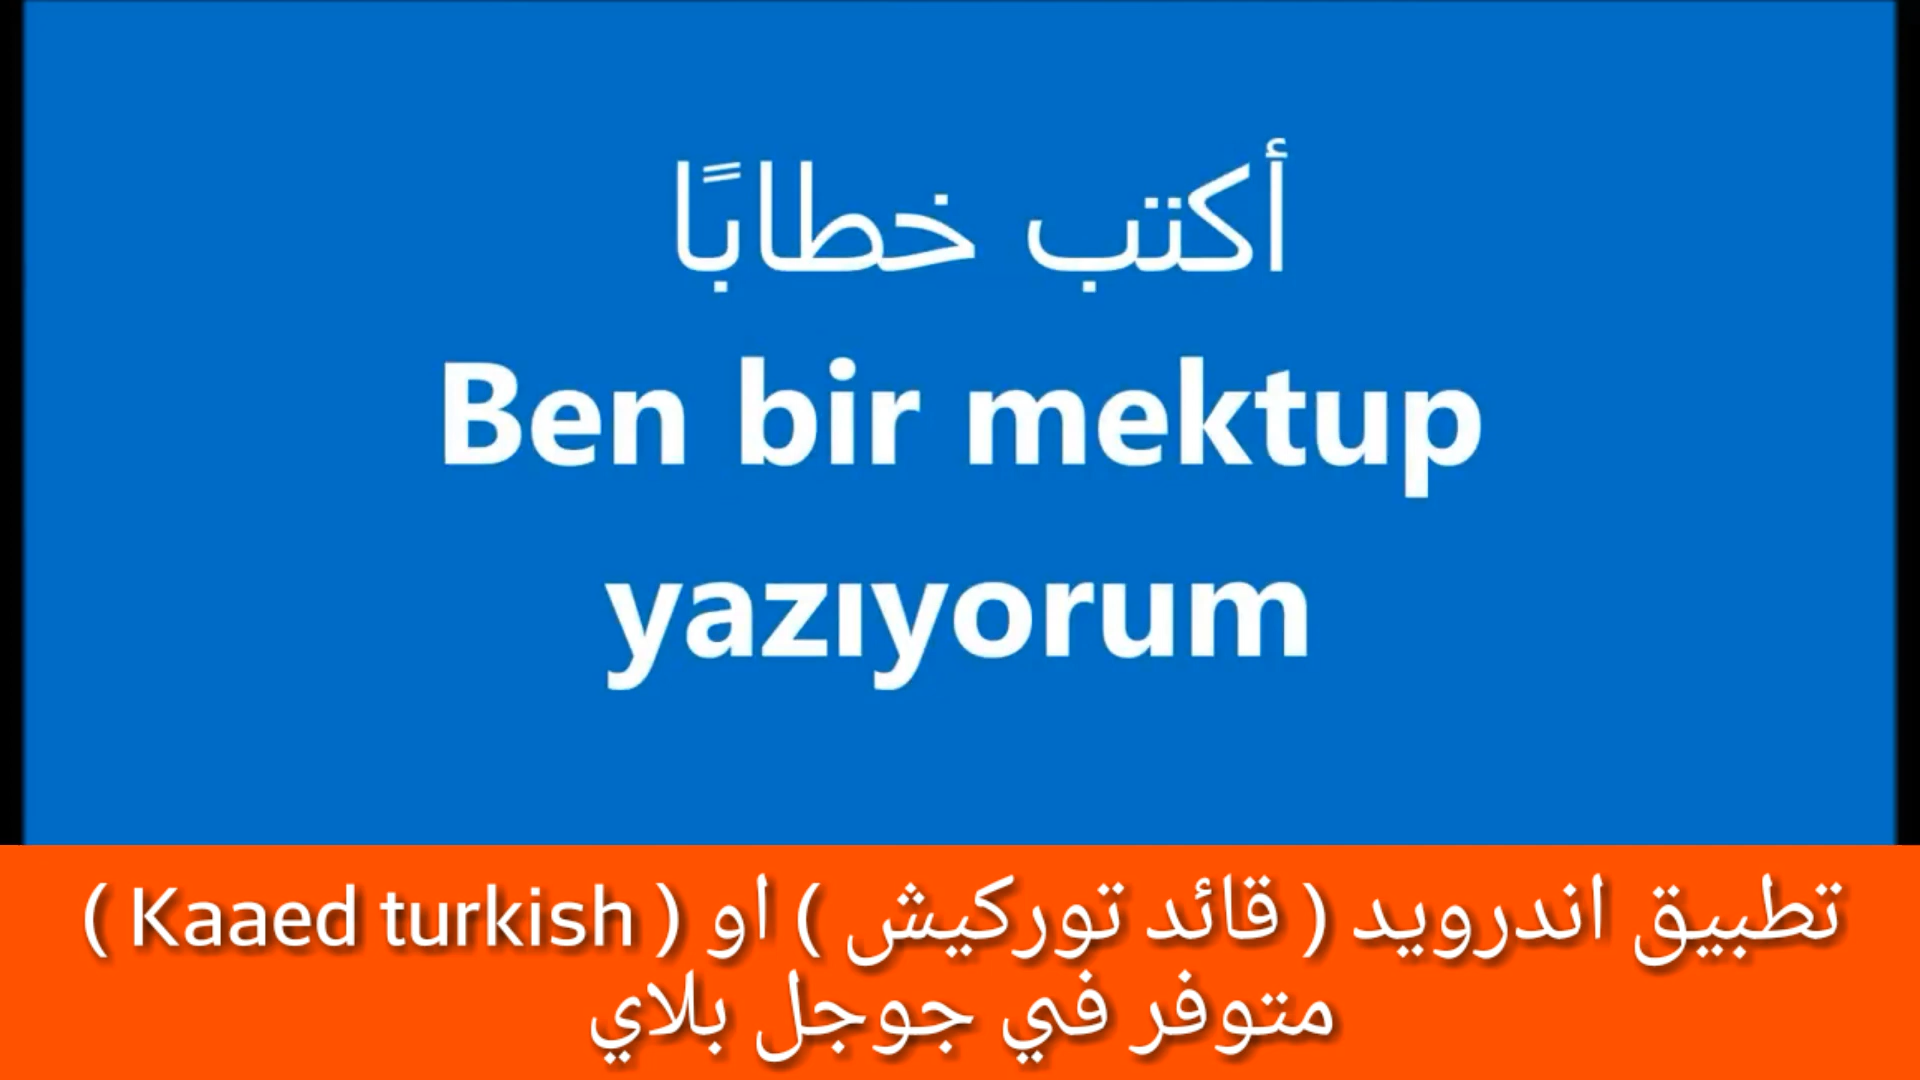 أكتب خطابًا
Ben bir mektup
yazıyorum
تطبيق اندرويد ( قائد توركيش ) او ( Kaaed turkish )
متوفر في جوجل بلاي